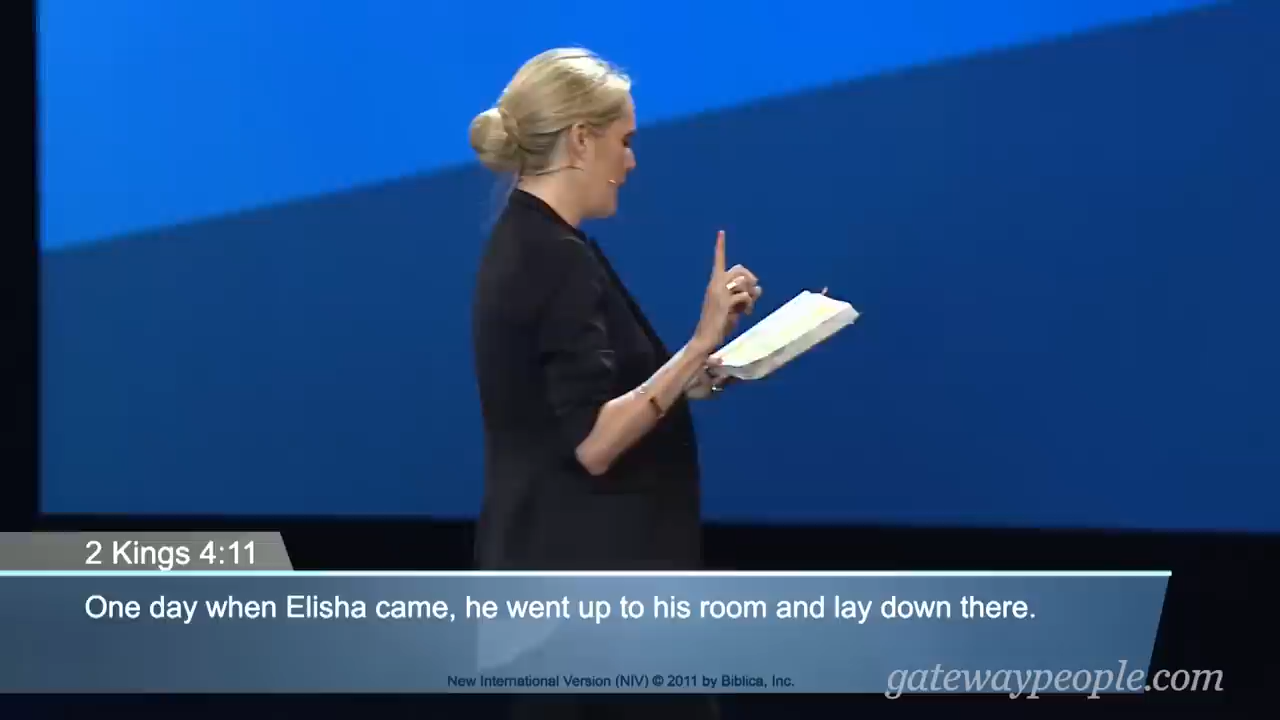 2 Kings 4:11
One day when Elisha came, he went up to his room and lay down there.
New International Version (NIV) © 2011 by Biblica, Inc.
gatewaypeople.com